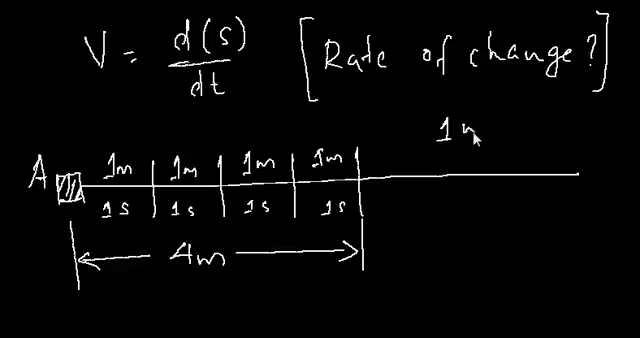 V = d(s)/dt [Rate of change?]
1m
A 1m 1m 1m 1m
1s 1s 1s 1s
4m